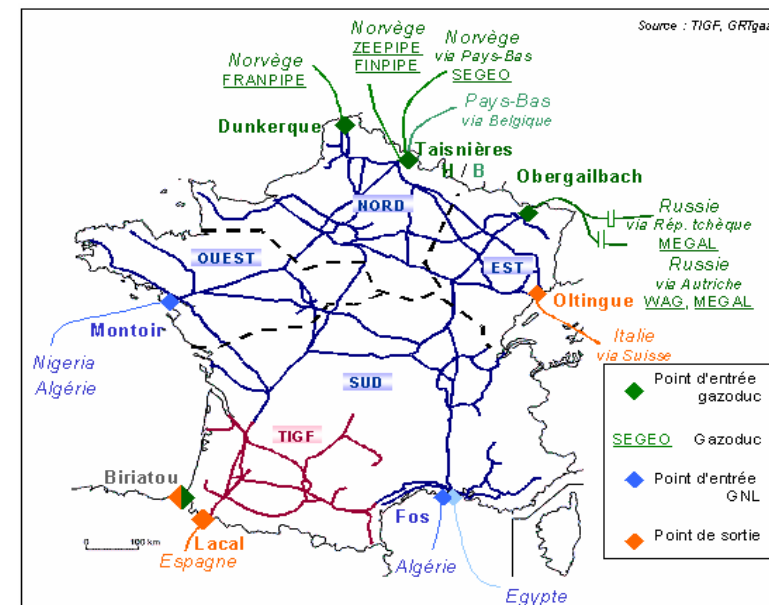 Source : TIGF, GRTgaz
Norvège
FRANPIPE
Norvège
ZEEPIPE
FINPIPE
Norvège
via Pays-Bas
SEGEO
Pays-Bas
via Belgique
Dunkerque
Taisnières
H / B
Obergailbach
NORD
OUEST
EST
Russie
via Rép. tchèque
MEGAL
Russie
via Autriche
WAG, MEGAL
Oltingue
Italie
via Suisse
Montoir
Nigeria
Algérie
SUD
TIGF
Biriatou
Lacal
Espagne
100 km
Fos
Algérie
Egypte
Point d'entrée
gazoduc
SEGEO Gazoduc
Point d'entrée
GNL
Point de sortie